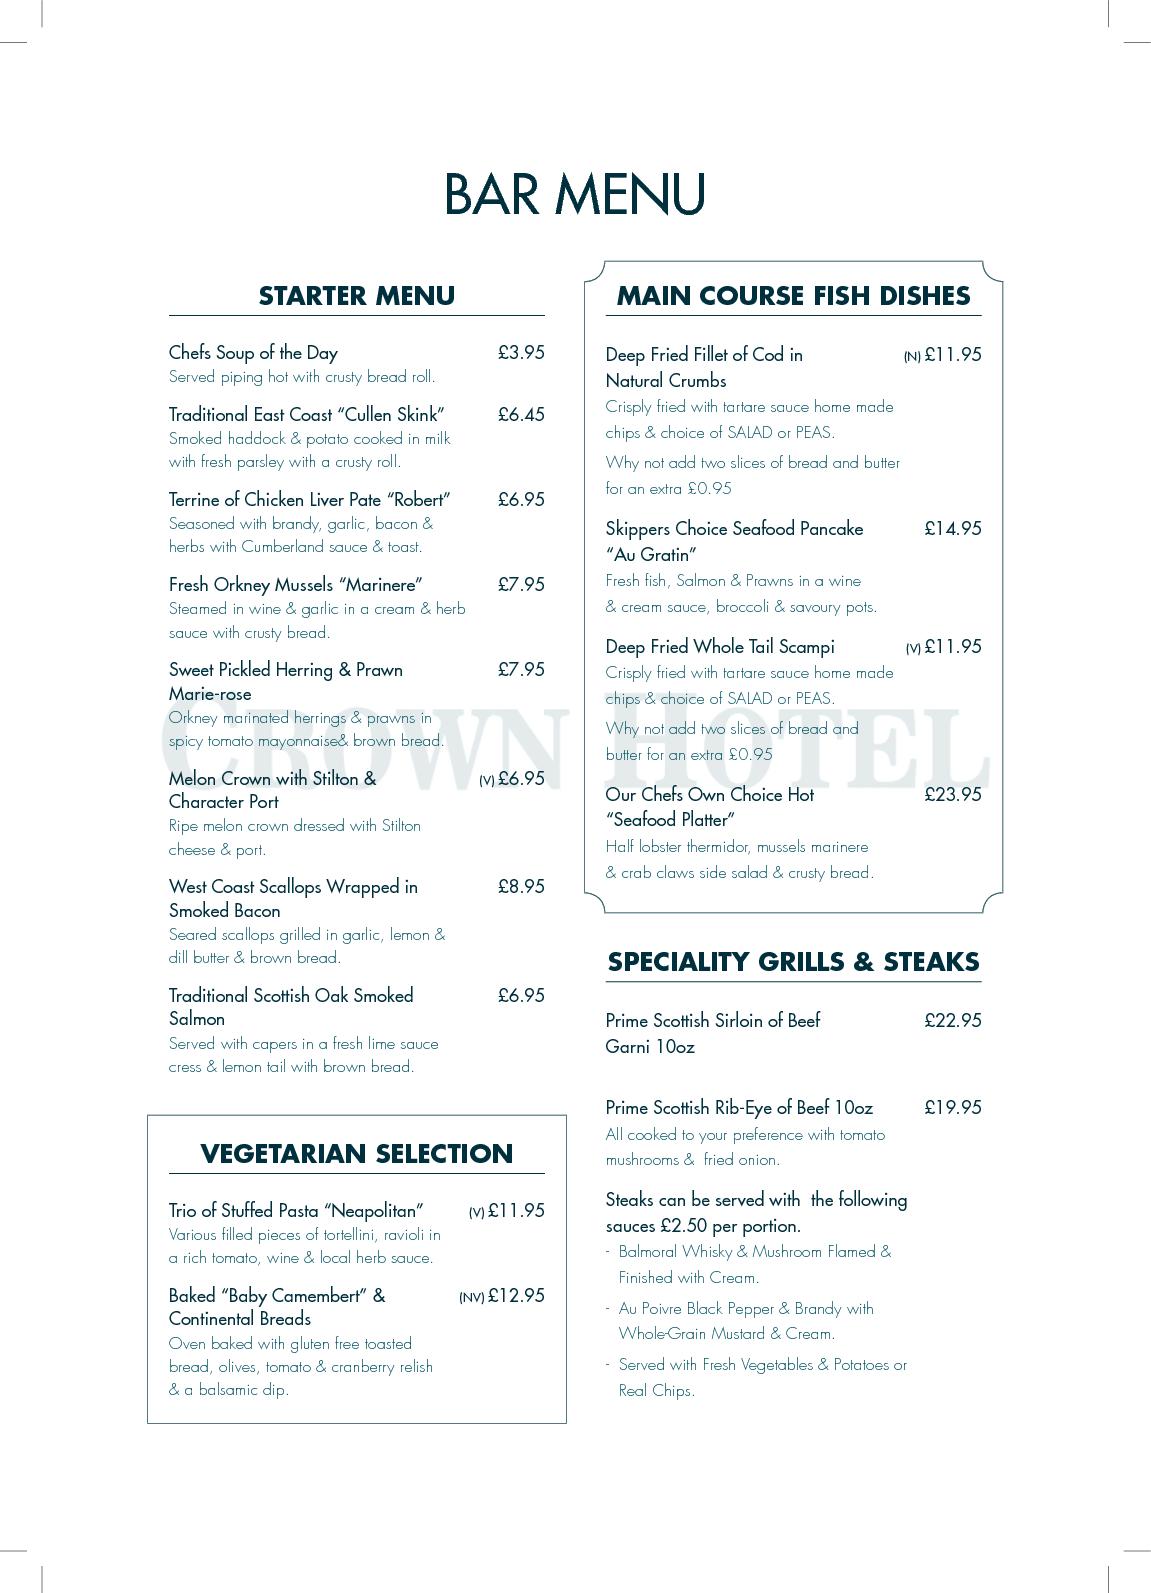 BAR MENU
STARTER MENU
Chefs Soup of the Day £3.95
Served piping hot with crusty bread roll.
Traditional East Coast “Cullen Skink” £6.45
Smoked haddock & potato cooked in milk
with fresh parsley with a crusty roll.
Terrine of Chicken Liver Pate “Robert” £6.95
Seasoned with brandy, garlic, bacon &
herbs with Cumberland sauce & toast.
Fresh Orkney Mussels “Marinere” £7.95
Steamed in wine & garlic in a cream & herb
sauce with crusty bread.
Sweet Pickled Herring & Prawn £7.95
Marie-rose
Orkney marinated herrings & prawns in
spicy tomato mayonnaise& brown bread.
Melon Crown with Stilton & (V) £6.95
Character Port
Ripe melon crown dressed with Stilton
cheese & port.
West Coast Scallops Wrapped in £8.95
Smoked Bacon
Seared scallops grilled in garlic, lemon &
dill butter & brown bread.
Traditional Scottish Oak Smoked £6.95
Salmon
Served with capers in a fresh lime sauce
cress & lemon tail with brown bread.
VEGETARIAN SELECTION
Trio of Stuffed Pasta “Neapolitan” (V) £11.95
Various filled pieces of tortellini, ravioli in
a rich tomato, wine & local herb sauce.
Baked “Baby Camembert” & (NV) £12.95
Continental Breads
Oven baked with gluten free toasted
bread, olives, tomato & cranberry relish
& a balsamic dip.
MAIN COURSE FISH DISHES
Deep Fried Fillet of Cod in (N) £11.95
Natural Crumbs
Crisply fried with tartare sauce home made
chips & choice of SALAD or PEAS.
Why not add two slices of bread and butter
for an extra £0.95
Skippers Choice Seafood Pancake £14.95
“Au Gratin”
Fresh fish, Salmon & Prawns in a wine
& cream sauce, broccoli & savoury pots.
Deep Fried Whole Tail Scampi (V) £11.95
Crisply fried with tartare sauce home made
chips & choice of SALAD or PEAS.
Why not add two slices of bread and
butter for an extra £0.95
Our Chefs Own Choice Hot £23.95
“Seafood Platter”
Half lobster thermidor, mussels marinere
& crab claws side salad & crusty bread.
SPECIALITY GRILLS & STEAKS
Prime Scottish Sirloin of Beef £22.95
Garni 10oz
Prime Scottish Rib-Eye of Beef 10oz £19.95
All cooked to your preference with tomato
mushrooms & fried onion.
Steaks can be served with the following
sauces £2.50 per portion.
- Balmoral Whisky & Mushroom Flamed &
Finished with Cream.
- Au Poivre Black Pepper & Brandy with
Whole-Grain Mustard & Cream.
- Served with Fresh Vegetables & Potatoes or
Real Chips.
CROWN HOTEL